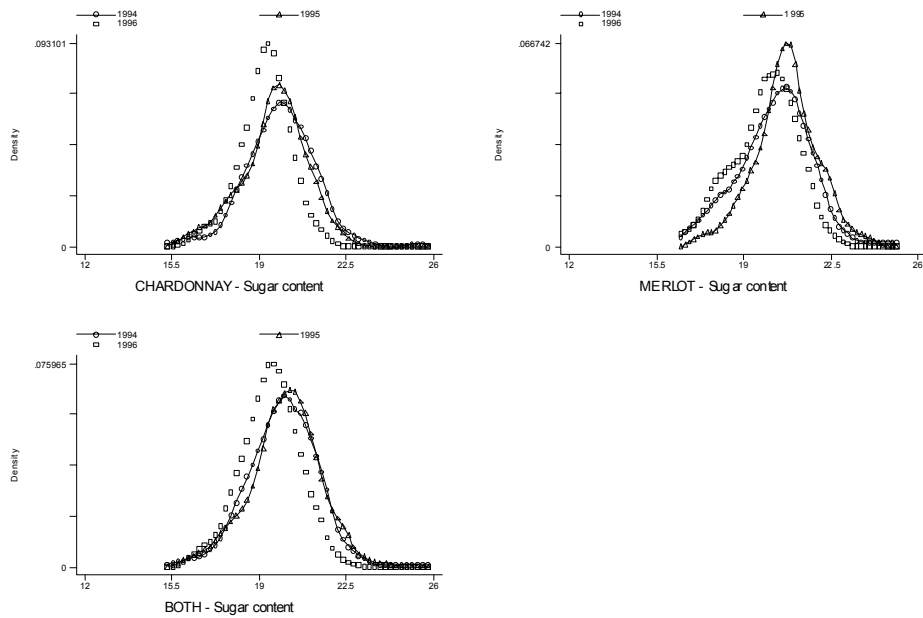 1994 1995
1996
.093101
Density
0
12 15.5 19 22.5 26
CHARDONNAY - Sugar content
1994 1995
1996
.066742
Density
0
12 15.5 19 22.5 26
MERLOT - Sugar content
1994 1995
1996
.075965
Density
0
12 15.5 19 22.5 26
BOTH - Sugar content